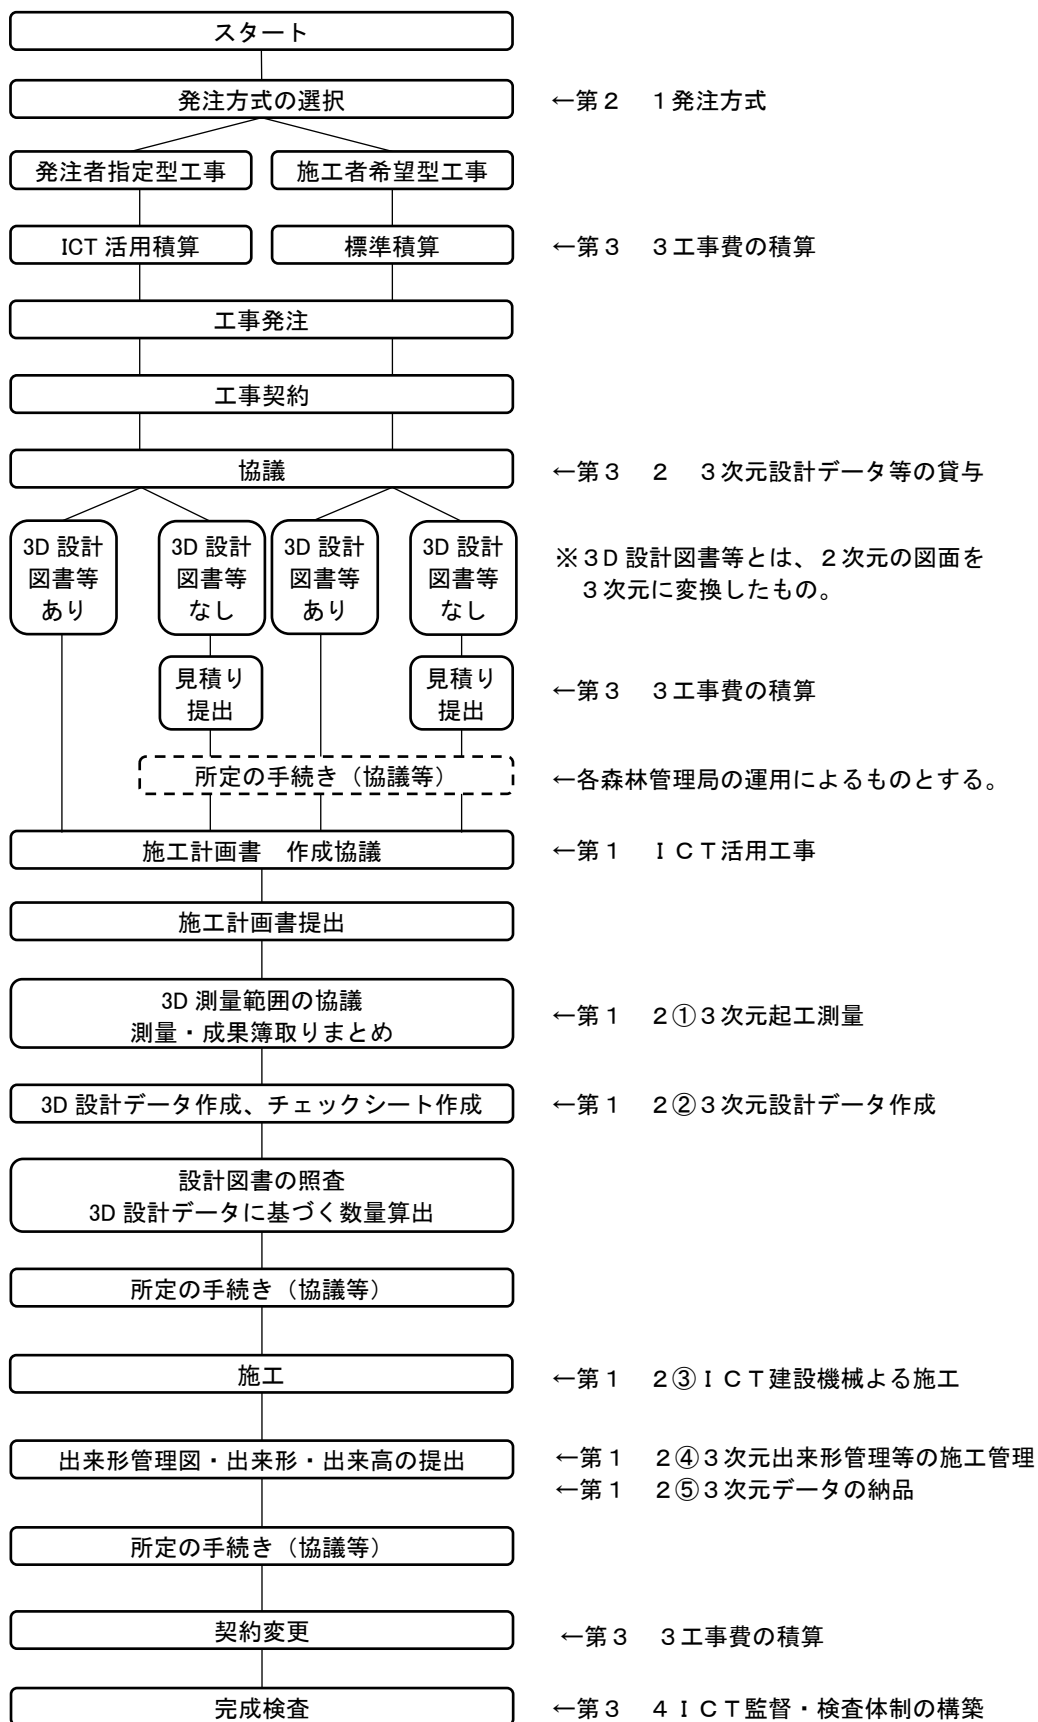 スタート
発注方式の選択
←第２　１発注方式
発注者指定型工事
施工者希望型工事
ICT 活用積算
標準積算
←第３　３工事費の積算
工事発注
工事契約
協議
←第３　２　３次元設計データ等の貸与
3D 設計
図書等
あり
3D 設計
図書等
なし
3D 設計
図書等
あり
3D 設計
図書等
なし
※３D 設計図書等とは、２次元の図面を
３次元に変換したもの。
見積り
提出
見積り
提出
←第３　３工事費の積算
所定の手続き（協議等）
←各森林管理局の運用によるものとする。
施工計画書　作成協議
←第１　ＩＣＴ活用工事
施工計画書提出
3D 測量範囲の協議
測量・成果簿取りまとめ
←第１　２①３次元起工測量
3D 設計データ作成、チェックシート作成
←第１　２②３次元設計データ作成
設計図書の照査
3D 設計データに基づく数量算出
所定の手続き（協議等）
施工
←第１　２③ＩＣＴ建設機械よる施工
出来形管理図・出来形・出来高の提出
←第１　２④３次元出来形管理等の施工管理
←第１　２⑤３次元データの納品
所定の手続き（協議等）
契約変更
←第３　３工事費の積算
完成検査
←第３　４ＩＣＴ監督・検査体制の構築